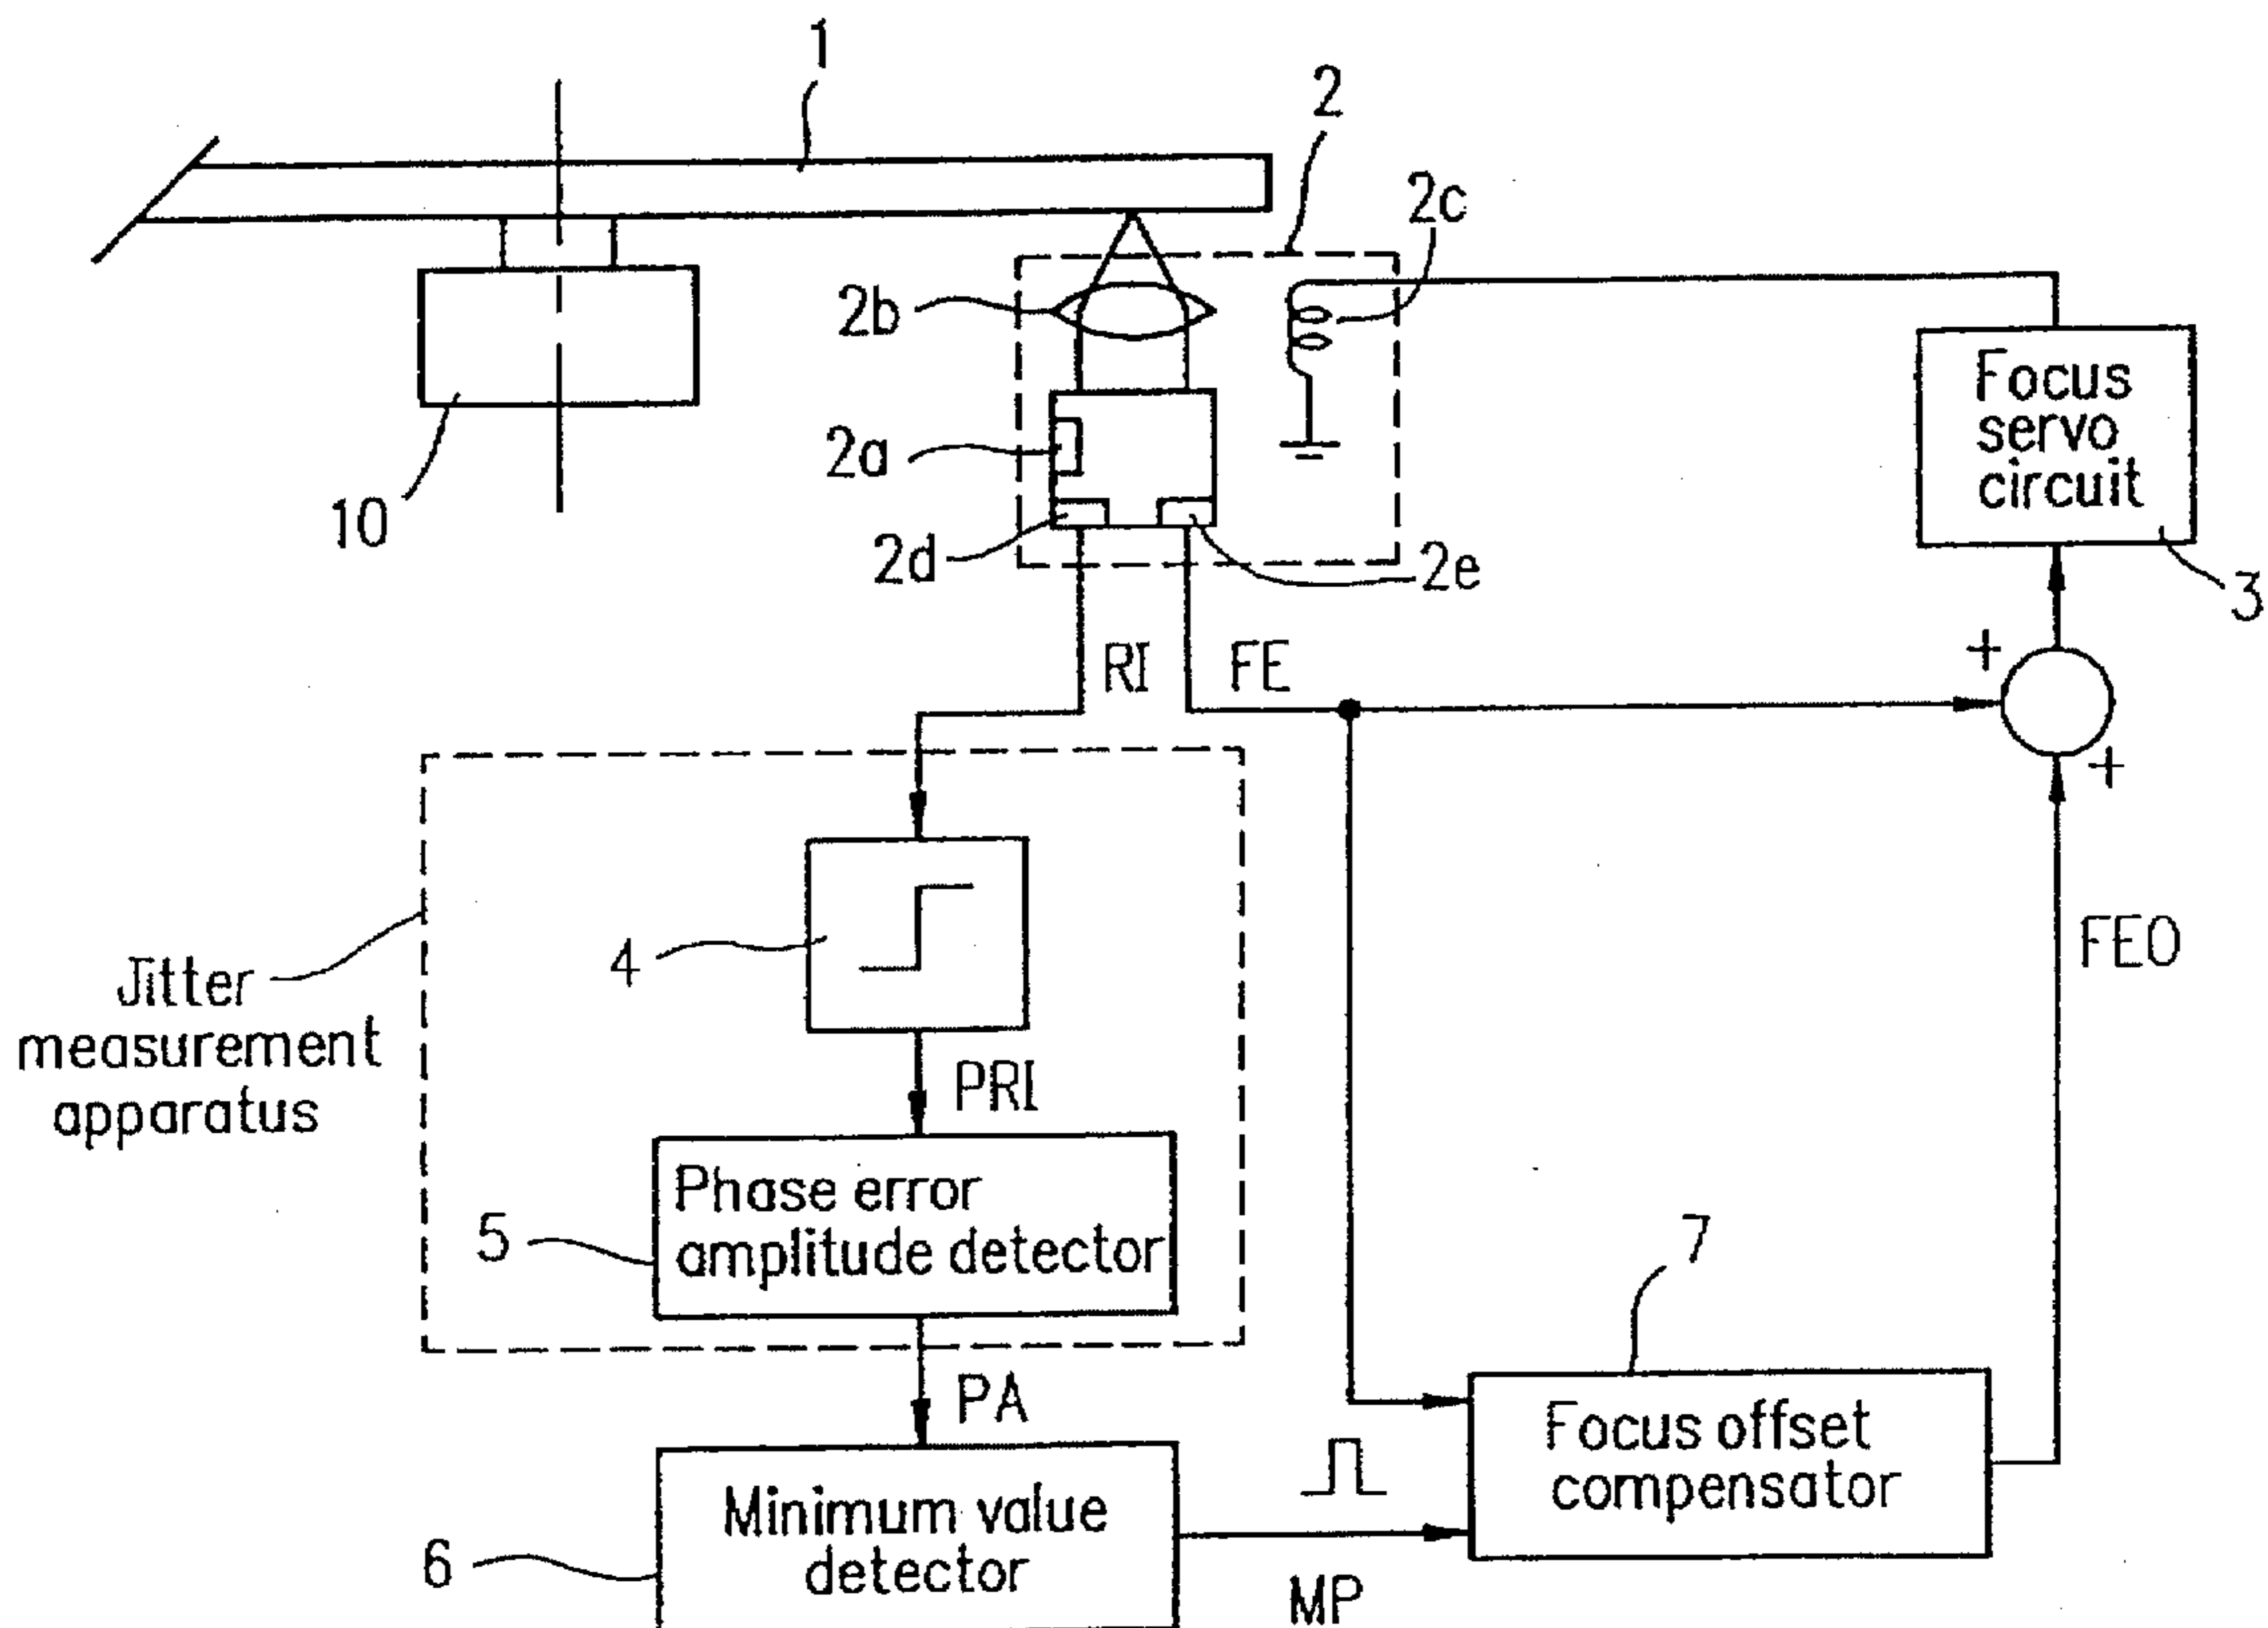 1
2
2c
2b
Focus
servo
circuit
2a
10
2d
2e
3
RI
FE
+
+
4
FEO
Jitter
measurement
apparatus
PRI
Phase error
amplitude detector
5
7
PA
Focus offset
compensator
Minimum value
detector
6
MP